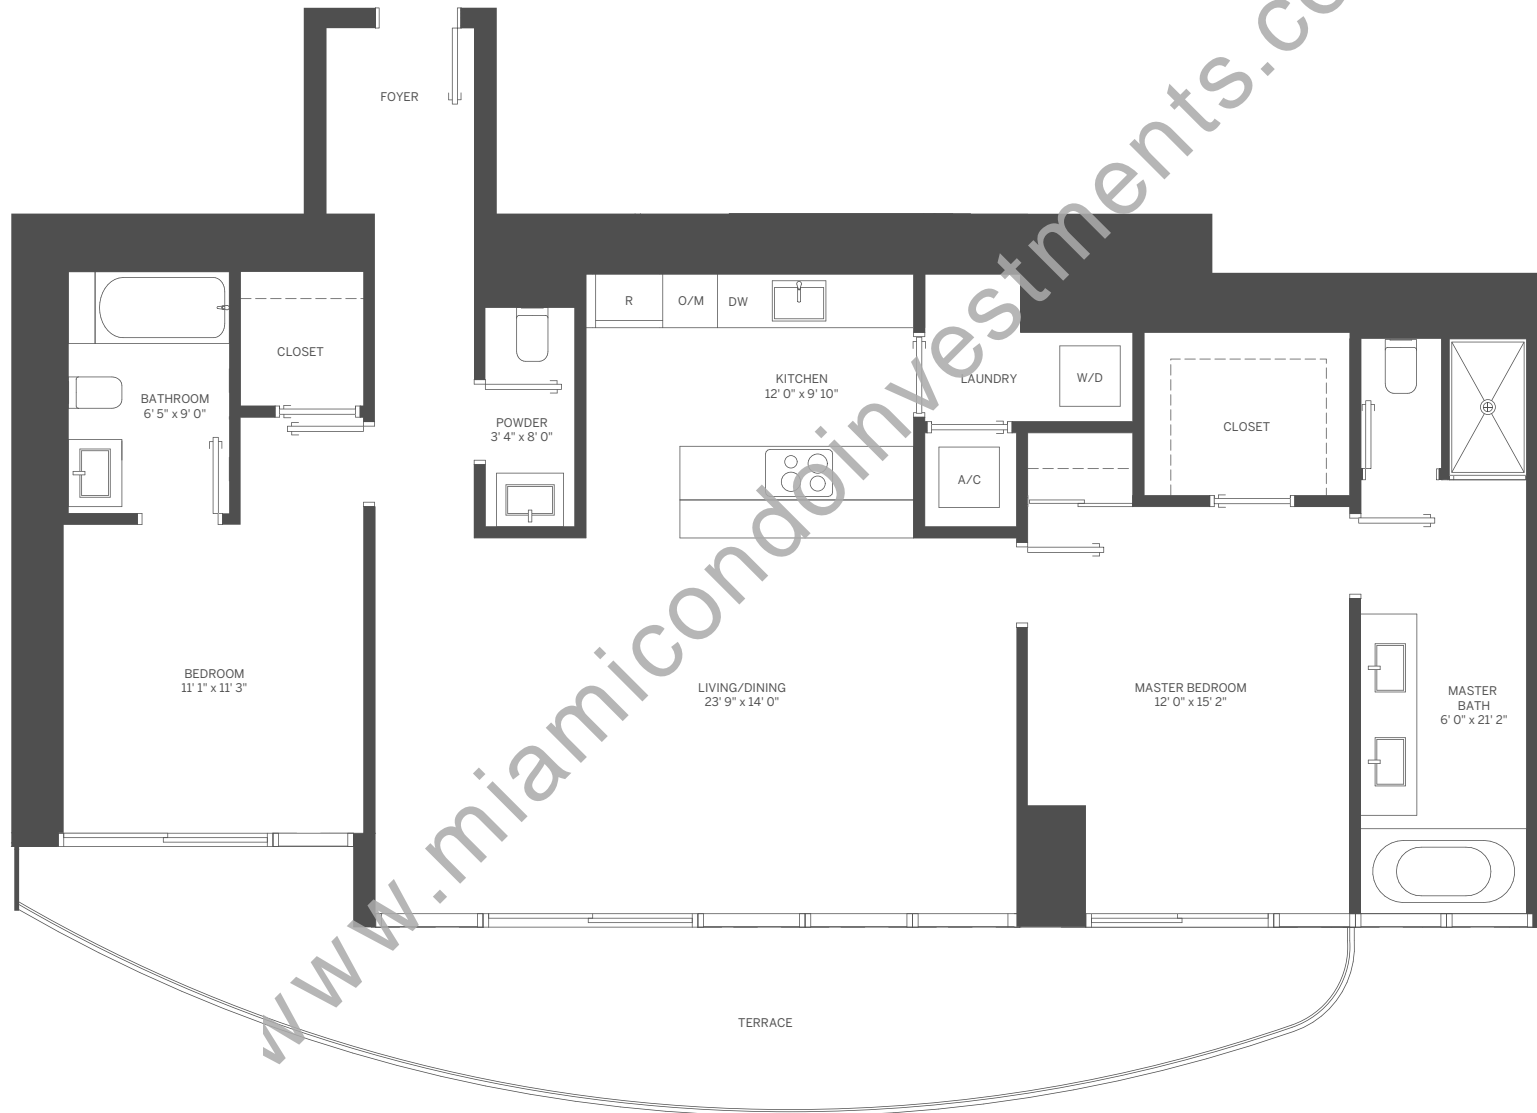 FOYER
CLOSET
BATHROOM
6' 5" x 9' 0"
POWDER
3' 4" x 8' 0"
R
O/M
DW
KITCHEN
12' 0" x 9' 10"
LAUNDRY
W/D
A/C
CLOSET
BEDROOM
11' 1" x 11' 3"
LIVING/DINING
23' 9" x 14' 0"
MASTER BEDROOM
12' 0" x 15' 2"
MASTER
BATH
6' 0" x 21' 2"
TERRACE
www.miamicondoinvestments.co